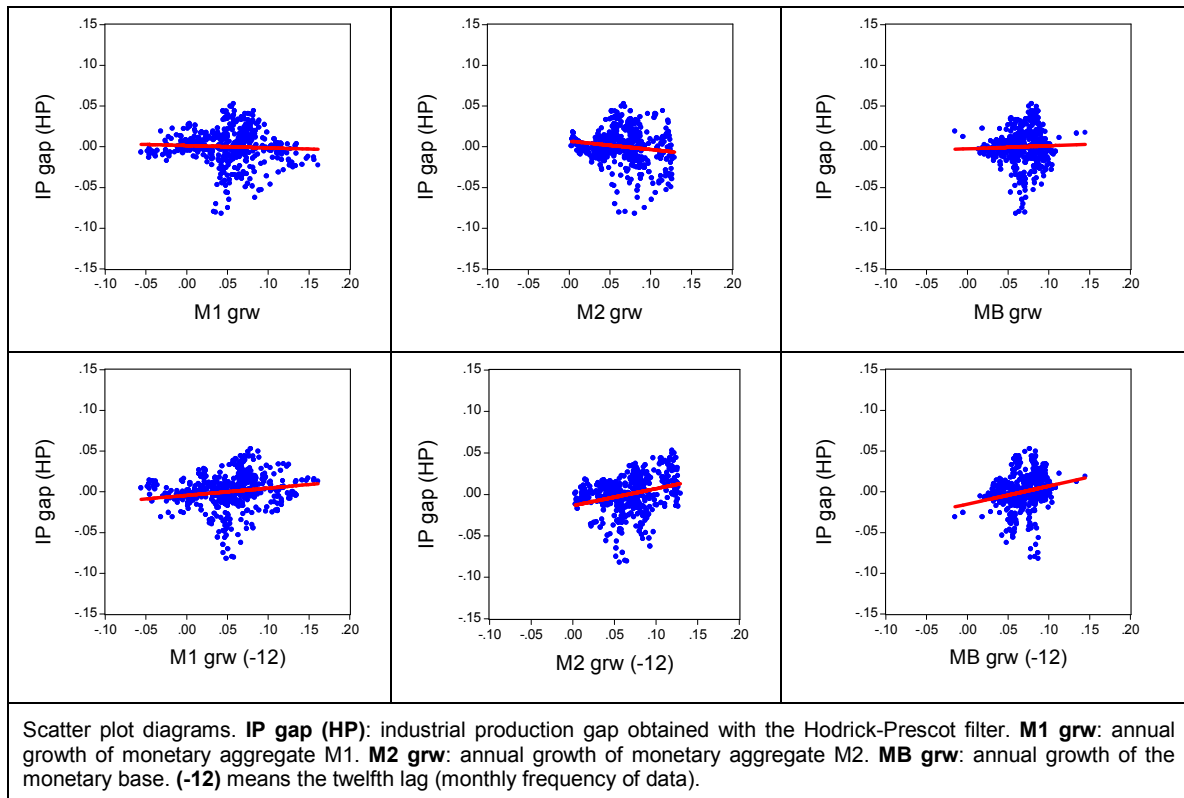 .15
.10
.05
.00
-.05
-.10
-.15
IP gap (HP)
-.10 -.05 .00 .05 .10 .15 .20
M1 grw
.15
.10
.05
.00
-.05
-.10
-.15
IP gap (HP)
-.10 -.05 .00 .05 .10 .15 .20
M2 grw
.15
.10
.05
.00
-.05
-.10
-.15
IP gap (HP)
-.10 -.05 .00 .05 .10 .15 .20
MB grw
.15
.10
.05
.00
-.05
-.10
-.15
IP gap (HP)
-.10 -.05 .00 .05 .10 .15 .20
M1 grw (-12)
.15
.10
.05
.00
-.05
-.10
-.15
IP gap (HP)
-.10 -.05 .00 .05 .10 .15 .20
M2 grw (-12)
.15
.10
.05
.00
-.05
-.10
-.15
IP gap (HP)
-.10 -.05 .00 .05 .10 .15 .20
MB grw (-12)
Scatter plot diagrams. IP gap (HP): industrial production gap obtained with the Hodrick-Prescot filter. M1 grw: annual
growth of monetary aggregate M1. M2 grw: annual growth of monetary aggregate M2. MB grw: annual growth of the
monetary base. (-12) means the twelfth lag (monthly frequency of data).